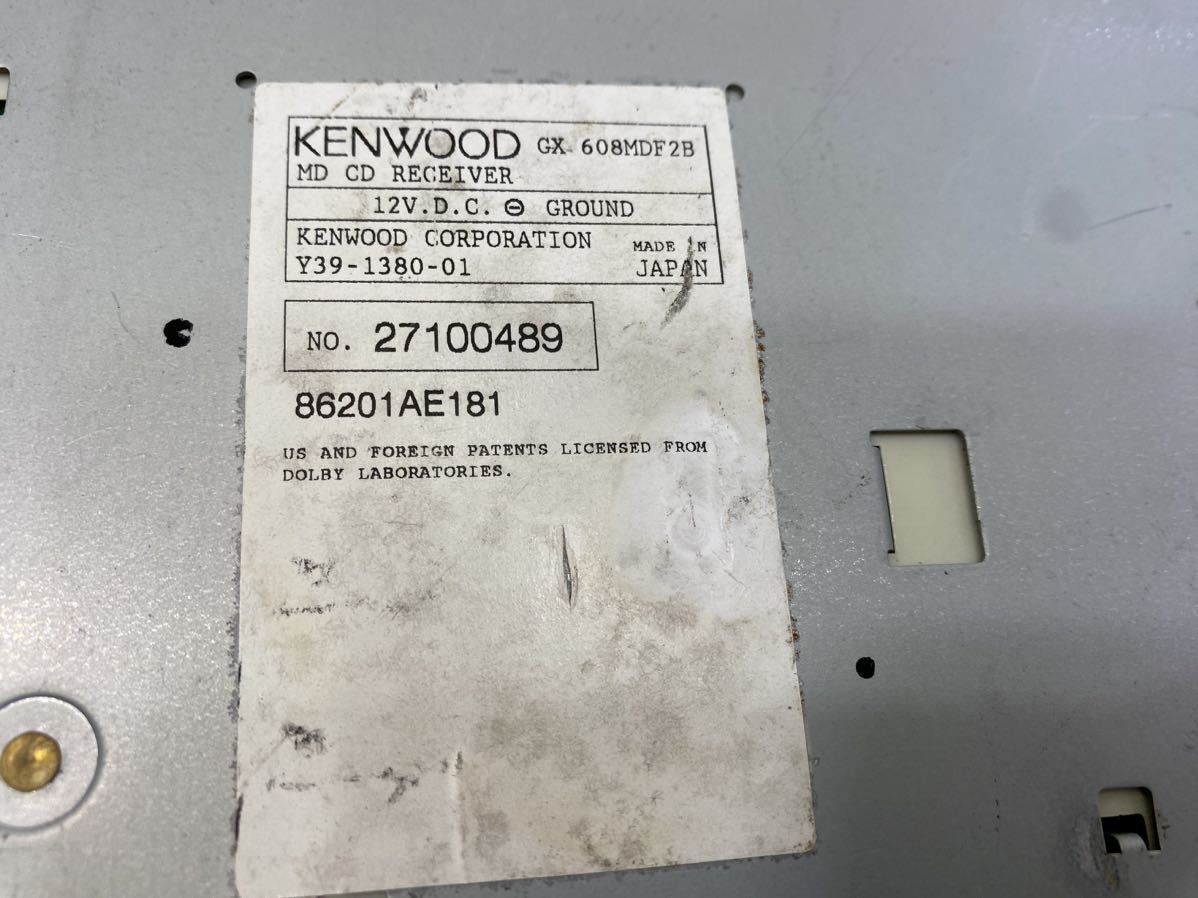 KENWOOD GX-608MDF2B
MD CD RECEIVER
12V.D.C. ⊖ GROUND
KENWOOD CORPORATION MADE IN
Y39-1380-01 JAPAN
NO. 27100489
86201AE181
US AND FOREIGN PATENTS LICENSED FROM
DOLBY LABORATORIES.